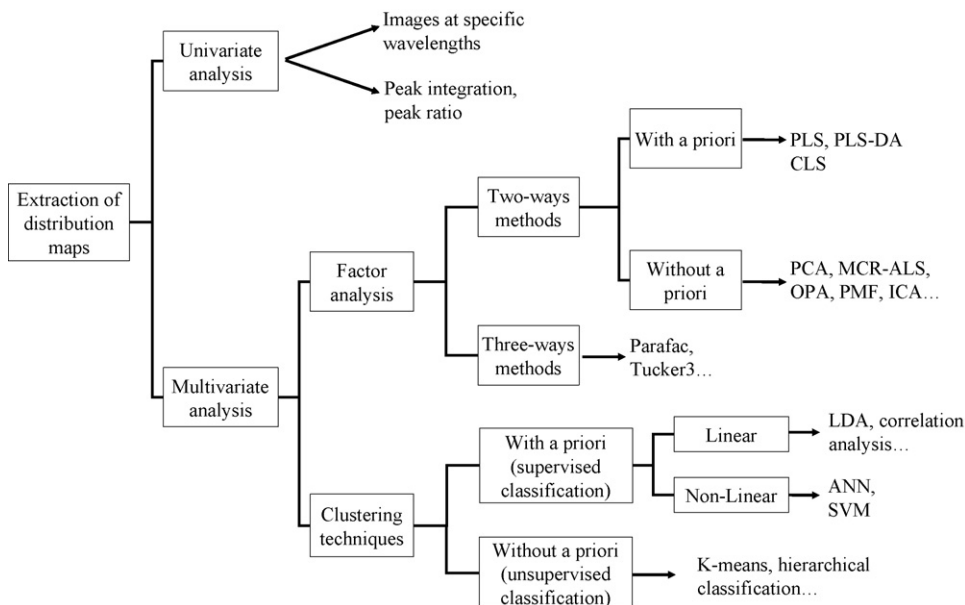 Extraction of
distribution
maps
Univariate
analysis
Images at specific
wavelengths
Peak integration,
peak ratio
Multivariate
analysis
Factor
analysis
Two-ways
methods
With a priori
PLS, PLS-DA
CLS
Without a
priori
PCA, MCR-ALS,
OPA, PMF, ICA…
Three-ways
methods
Parafac,
Tucker3…
Clustering
techniques
With a priori
(supervised
classification)
Linear
LDA, correlation
analysis…
Non-Linear
ANN,
SVM
Without a priori
(unsupervised
classification)
K-means, hierarchical
classification…